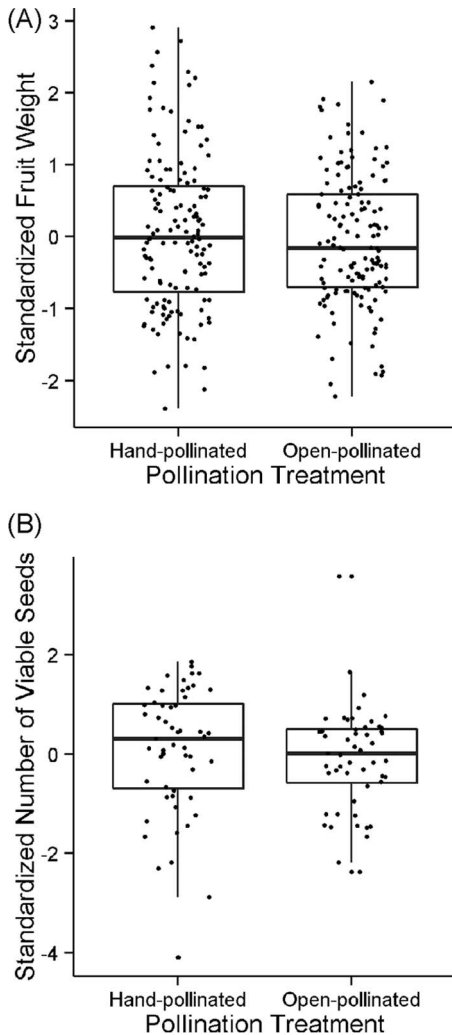 (A)
Standardized Fruit Weight
3
2
1
0
-1
-2
Hand-pollinated Open-pollinated
Pollination Treatment
(B)
Standardized Number of Viable Seeds
2
0
-2
-4
Hand-pollinated Open-pollinated
Pollination Treatment